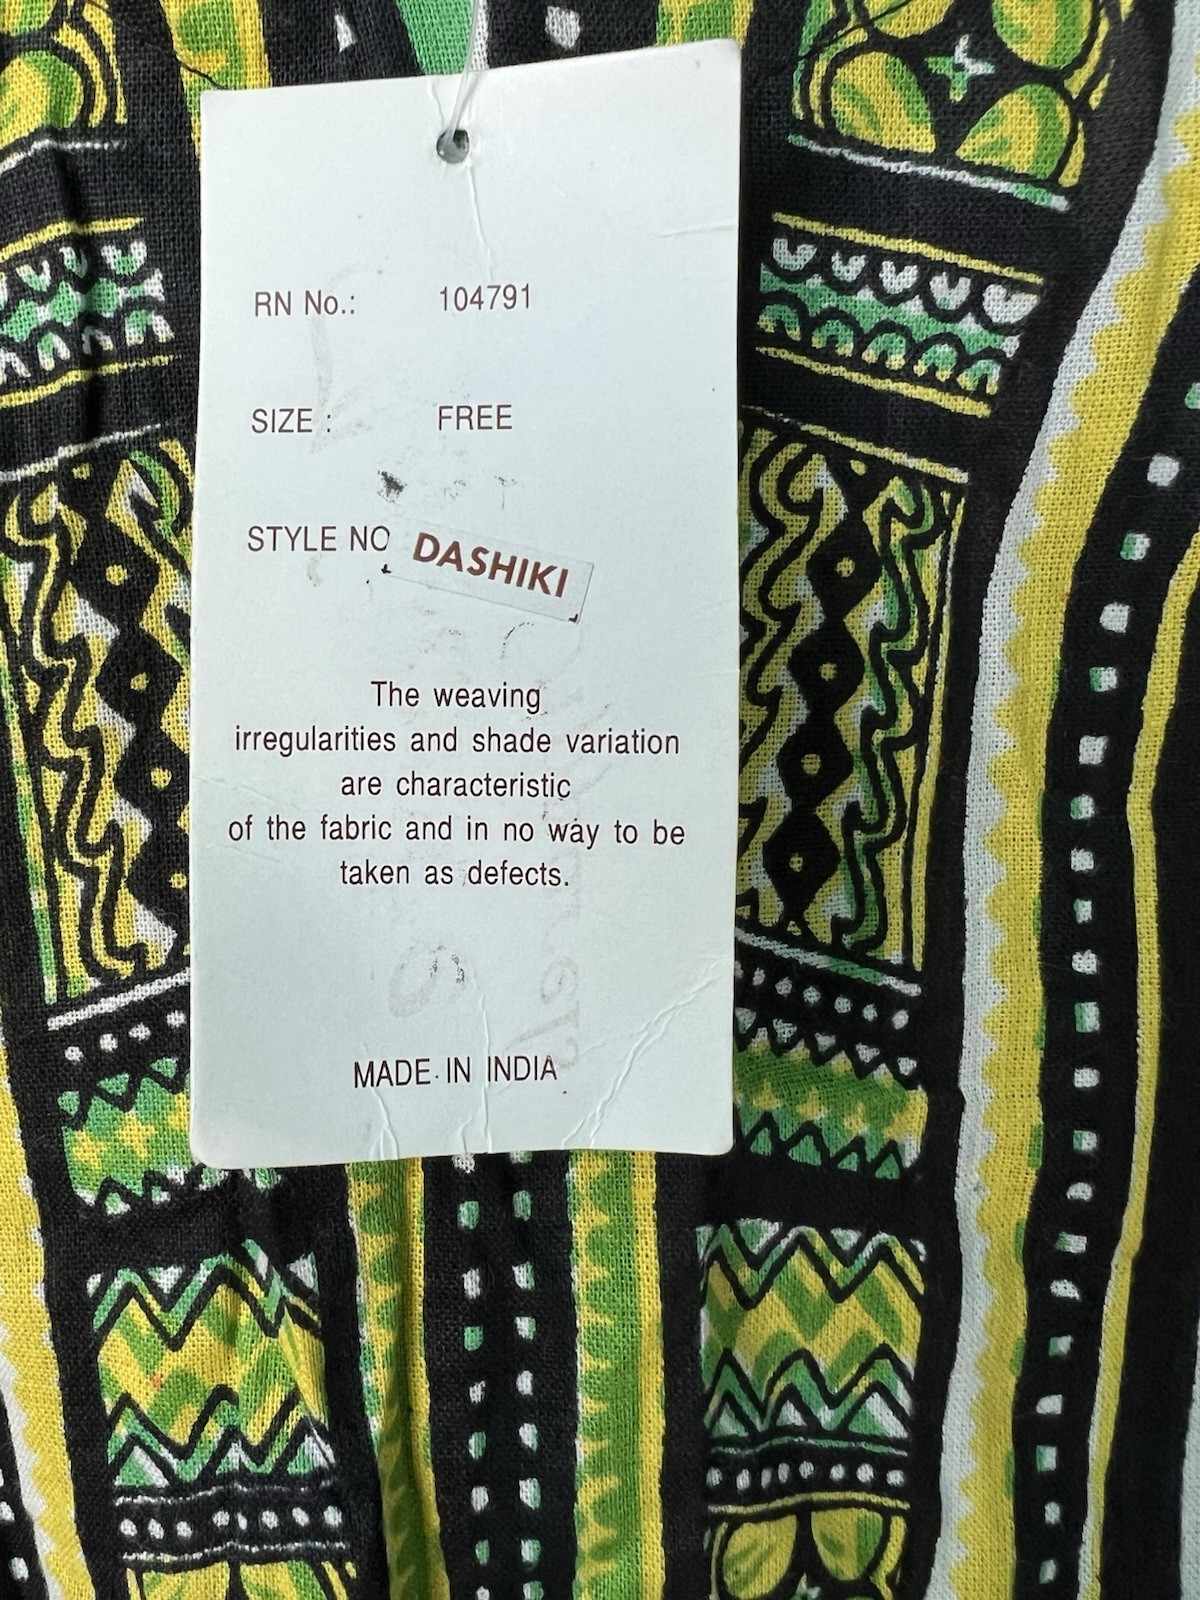 RN No.: 104791
SIZE : FREE
STYLE NO DASHIKI
The weaving
irregularities and shade variation
are characteristic
of the fabric and in no way to be
taken as defects.
MADE IN INDIA